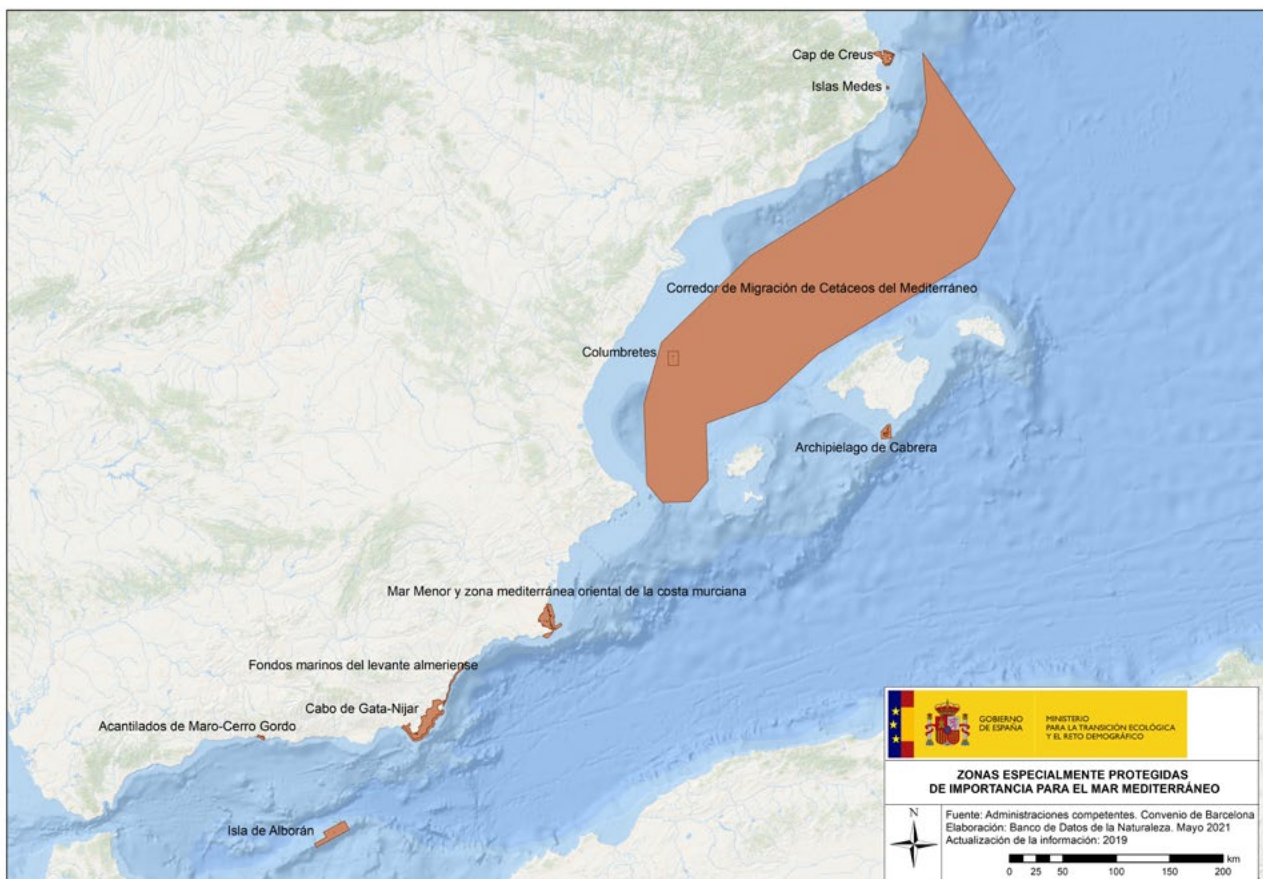 Cap de Creus
Islas Medes
Corredor de Migración de Cetáceos del Mediterráneo
Columbretes
Archipielago de Cabrera
Mar Menor y zona mediterránea oriental de la costa murciana
Fondos marinos del levante almeriense
Cabo de Gata-Nijar
Acantilados de Maro-Cerro Gordo
Isla de Alborán
GOBIERNO
DE ESPAÑA
MINISTERIO
PARA LA TRANSICIÓN ECOLÓGICA
Y EL RETO DEMOGRÁFICO
ZONAS ESPECIALMENTE PROTEGIDAS
DE IMPORTANCIA PARA EL MAR MEDITERRÁNEO
N
Fuente: Administraciones competentes. Convenio de Barcelona
Elaboración: Banco de Datos de la Naturaleza. Mayo 2021
Actualización de la información: 2019
km
0 25 50 100 150 200